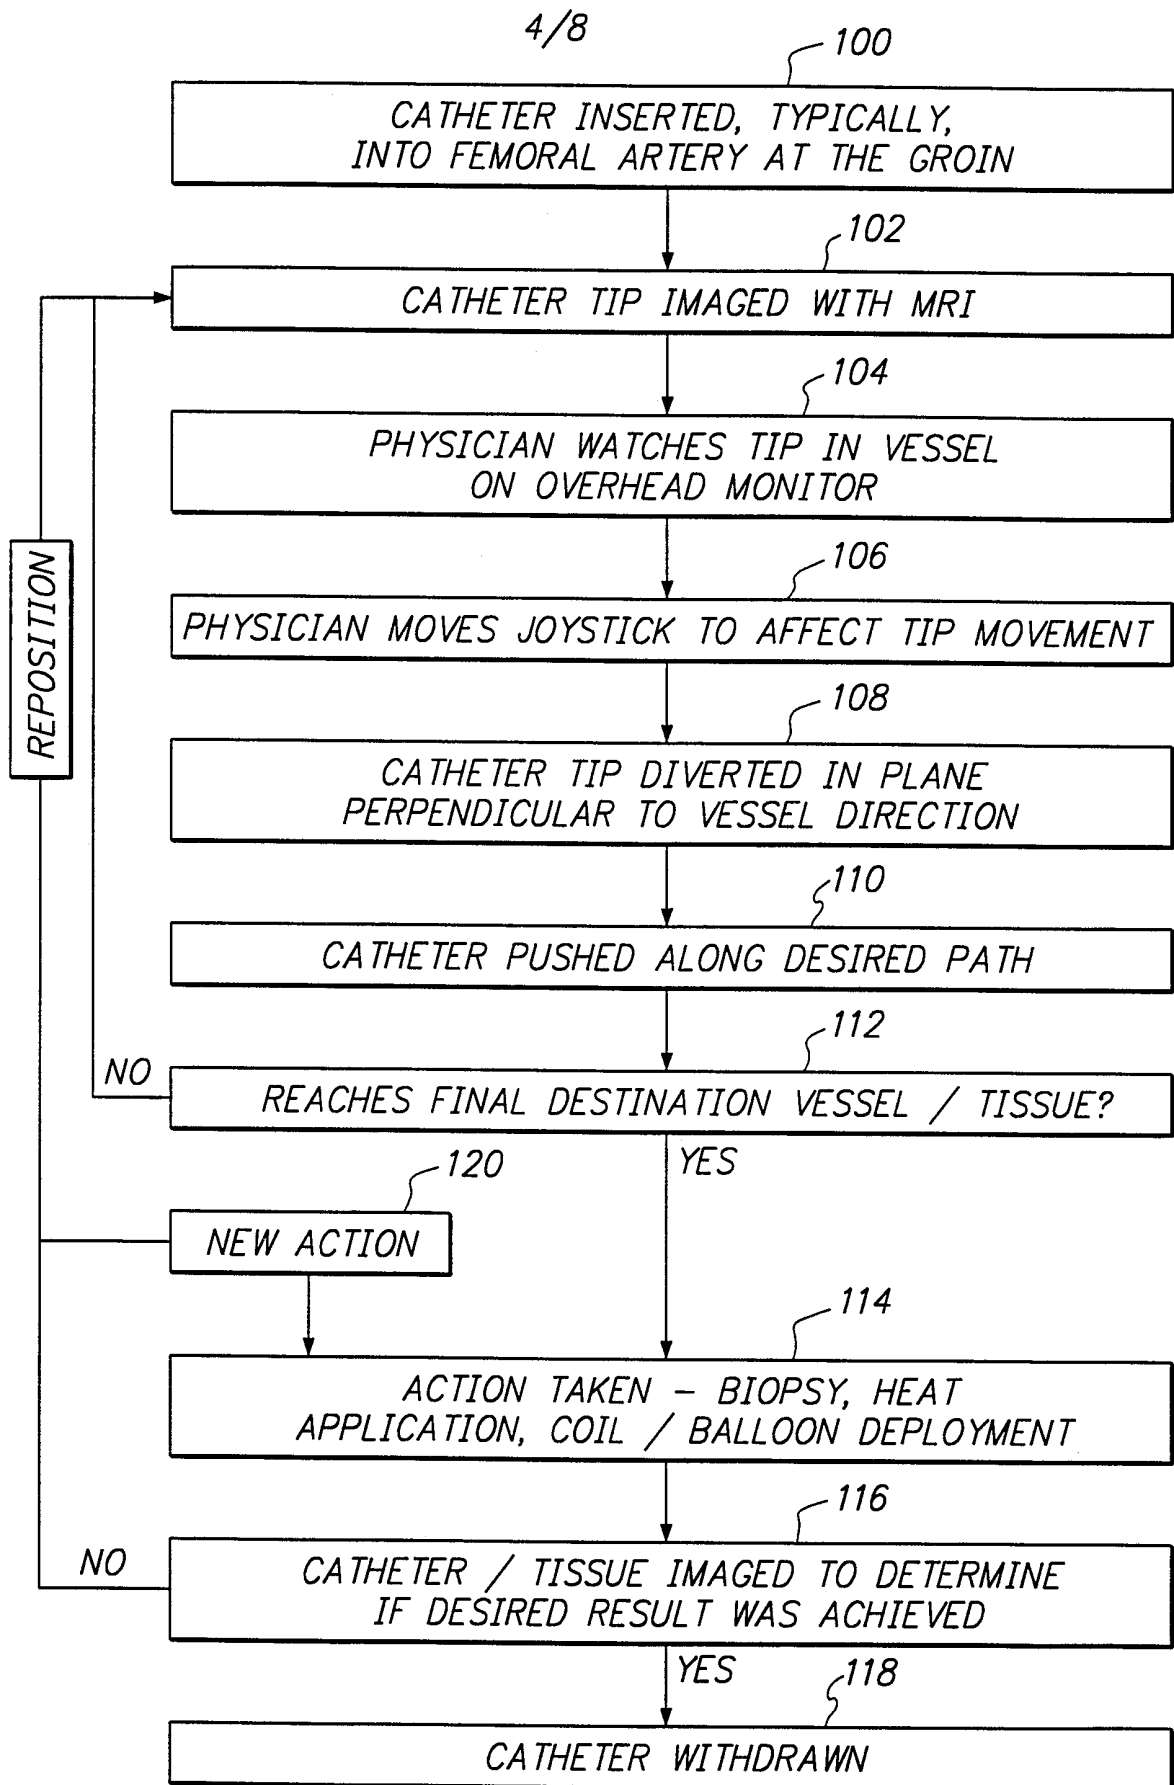 4/8
100
CATHETER INSERTED, TYPICALLY,
INTO FEMORAL ARTERY AT THE GROIN
102
CATHETER TIP IMAGED WITH MRI
104
PHYSICIAN WATCHES TIP IN VESSEL
ON OVERHEAD MONITOR
REPOSITION
106
PHYSICIAN MOVES JOYSTICK TO AFFECT TIP MOVEMENT
108
CATHETER TIP DIVERTED IN PLANE
PERPENDICULAR TO VESSEL DIRECTION
110
CATHETER PUSHED ALONG DESIRED PATH
112
NO
REACHES FINAL DESTINATION VESSEL / TISSUE?
YES
120
NEW ACTION
114
ACTION TAKEN – BIOPSY, HEAT
APPLICATION, COIL / BALLOON DEPLOYMENT
116
NO
CATHETER / TISSUE IMAGED TO DETERMINE
IF DESIRED RESULT WAS ACHIEVED
YES
118
CATHETER WITHDRAWN